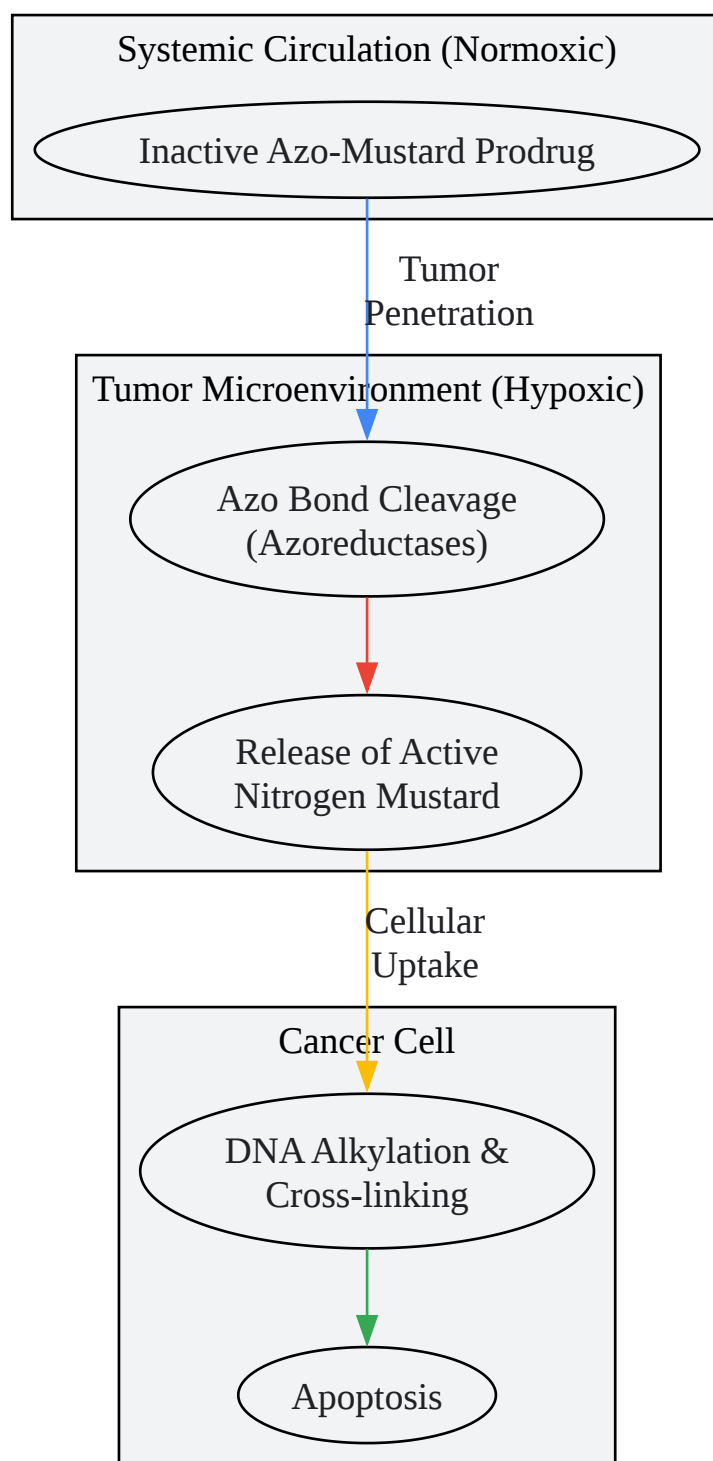 Systemic Circulation (Normoxic)
Inactive Azo-Mustard Prodrug
Tumor
Penetration
Tumor Microenvironment (Hypoxic)
Azo Bond Cleavage
(Azoreductases)
Release of Active
Nitrogen Mustard
Cellular
Uptake
Cancer Cell
DNA Alkylation &
Cross-linking
Apoptosis